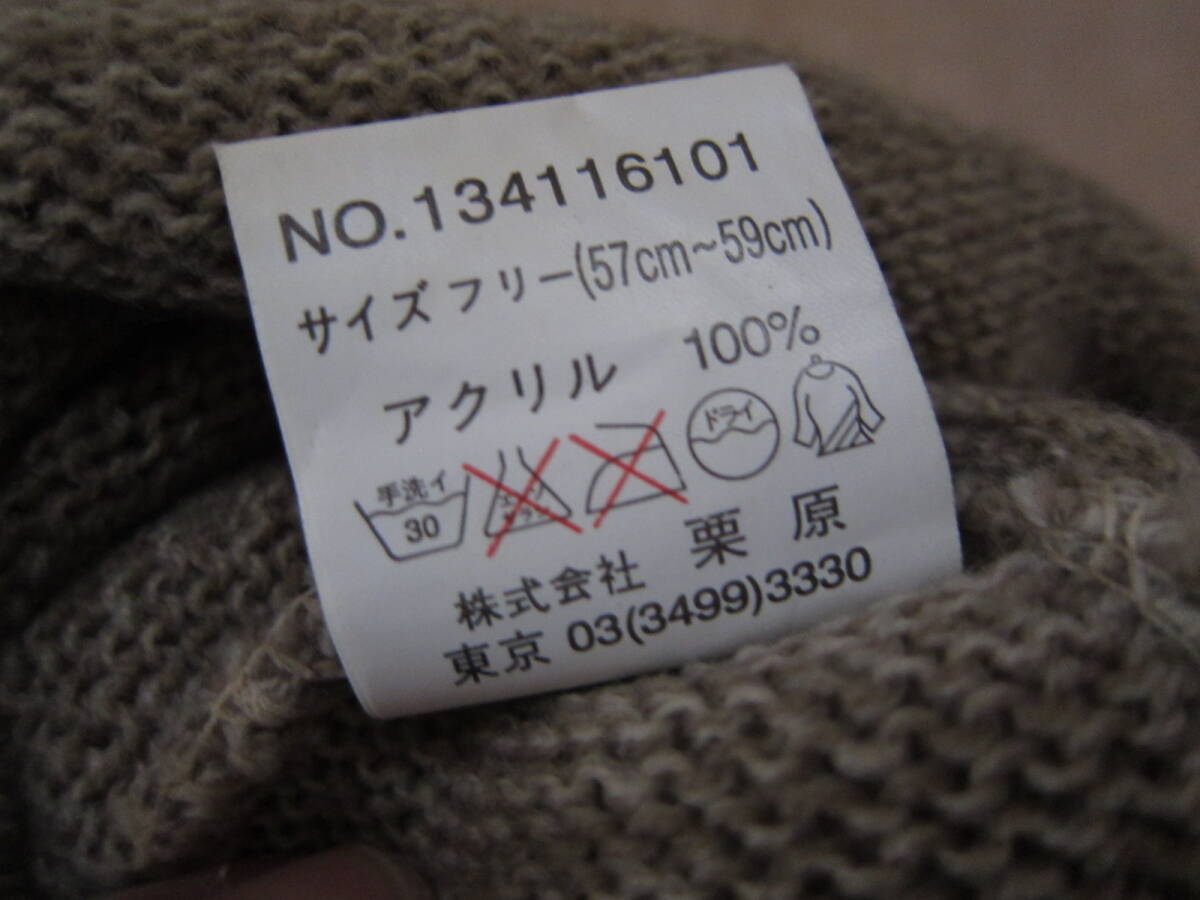 NO.134116101
サイズフリー(57cm~59cm)
アクリル 100%
手洗イ 30 ドライ
株式会社 栗原
東京 03(3499)3330